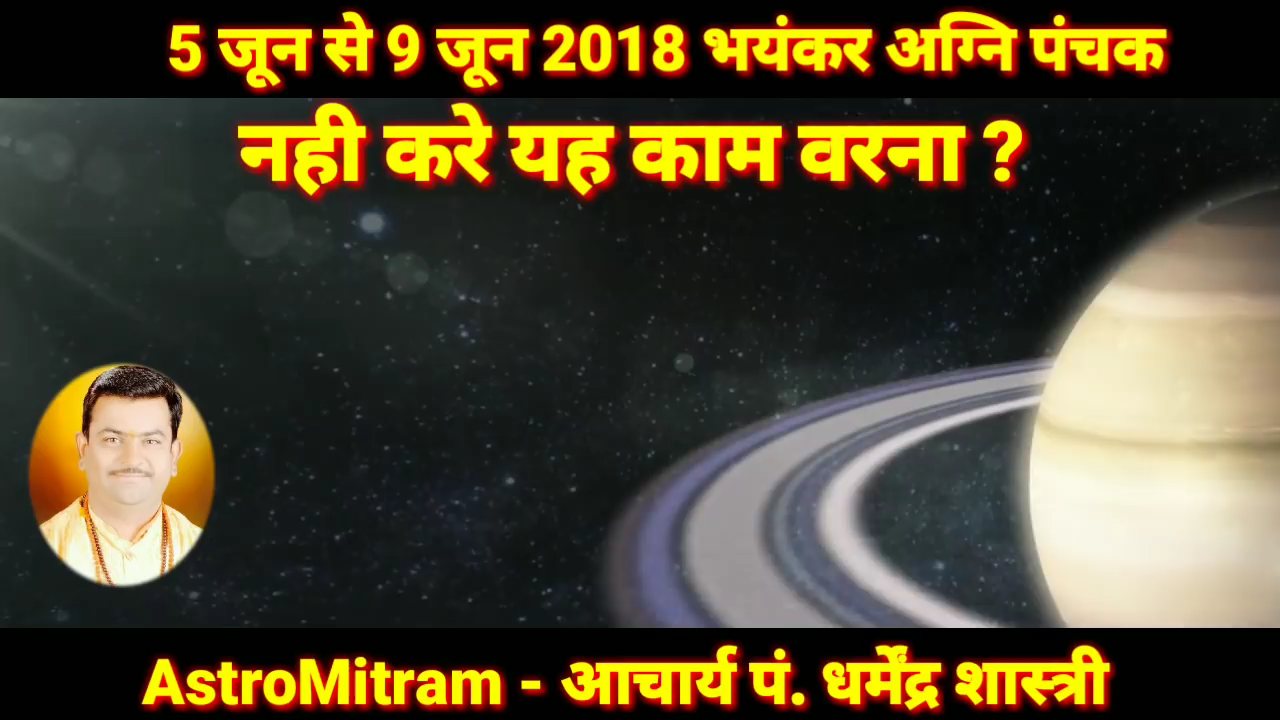 5 जून से 9 जून 2018 भयंकर अग्नि पंचक
नही करे यह काम वरना ?
AstroMitram - आचार्य पं. धर्मेंद्र शास्त्री